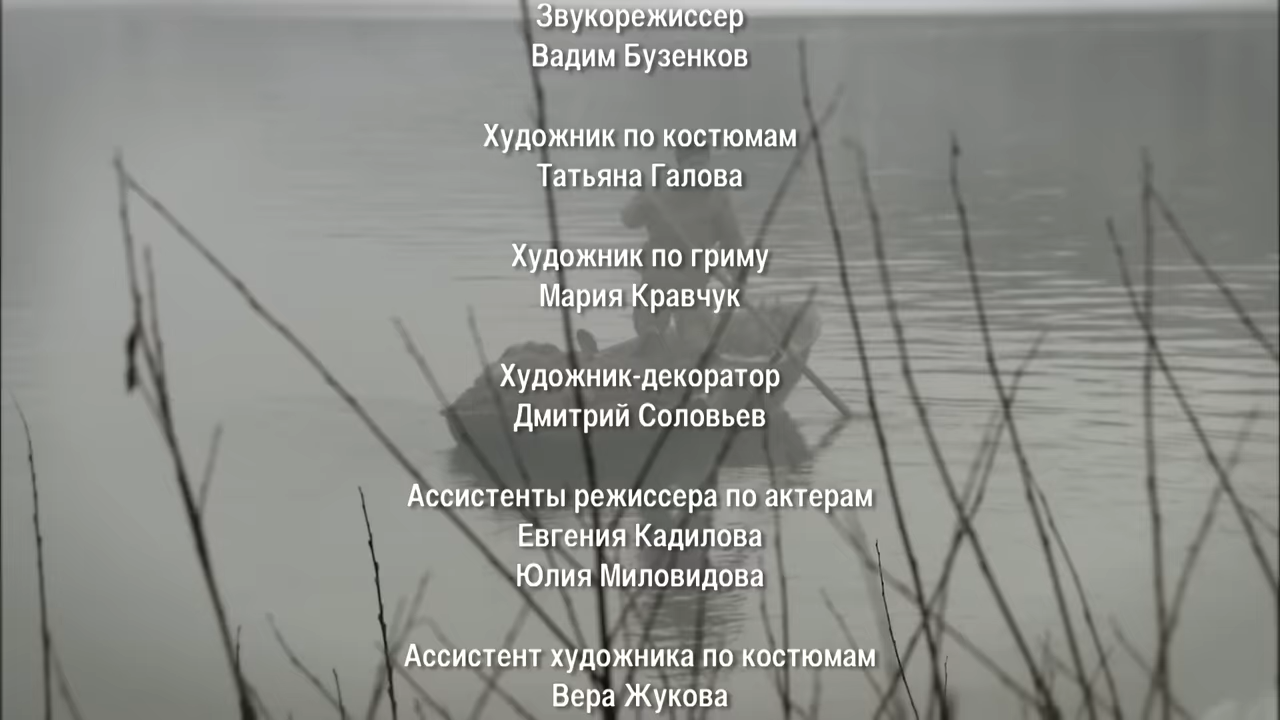 Звукорежиссер
Вадим Бузенков
Художник по костюмам
Татьяна Галова
Художник по гриму
Мария Кравчук
Художник-декоратор
Дмитрий Соловьев
Ассистенты режиссера по актерам
Евгения Кадилова
Юлия Миловидова
Ассистент художника по костюмам
Вера Жукова